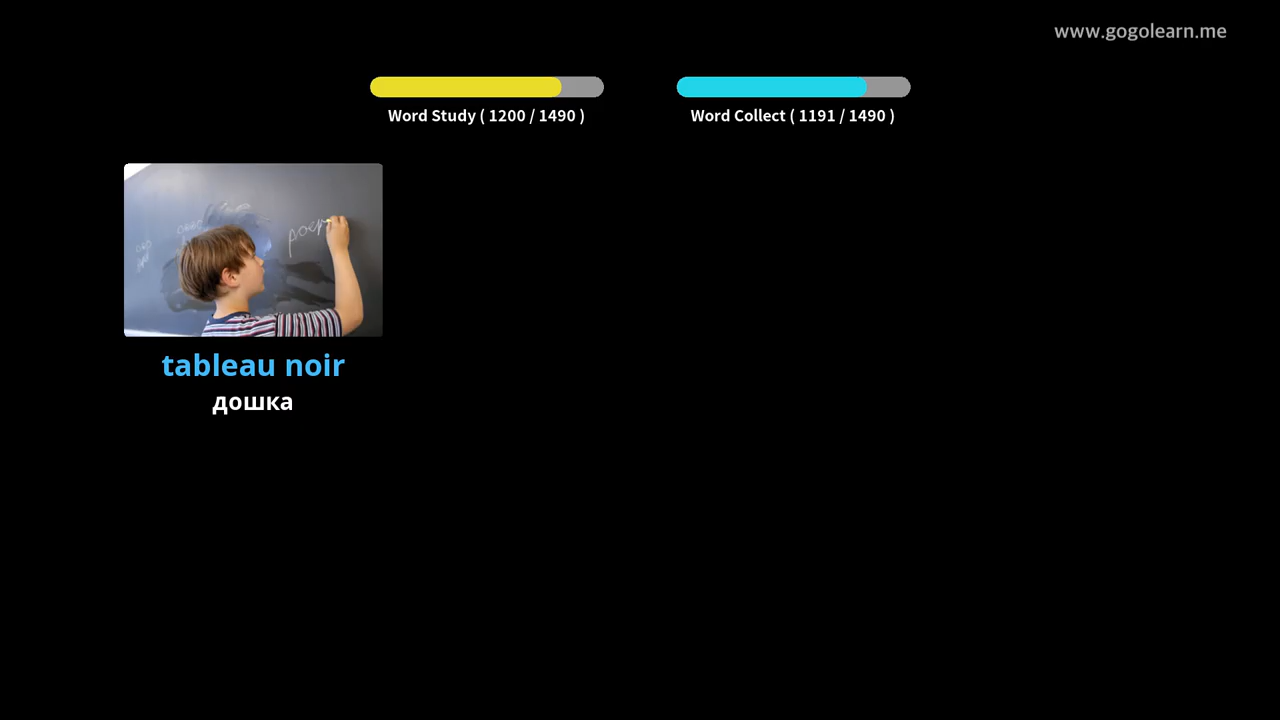 www.gogolearn.me
Word Study ( 1200 / 1490 )
Word Collect ( 1191 / 1490 )
tableau noir
дошка